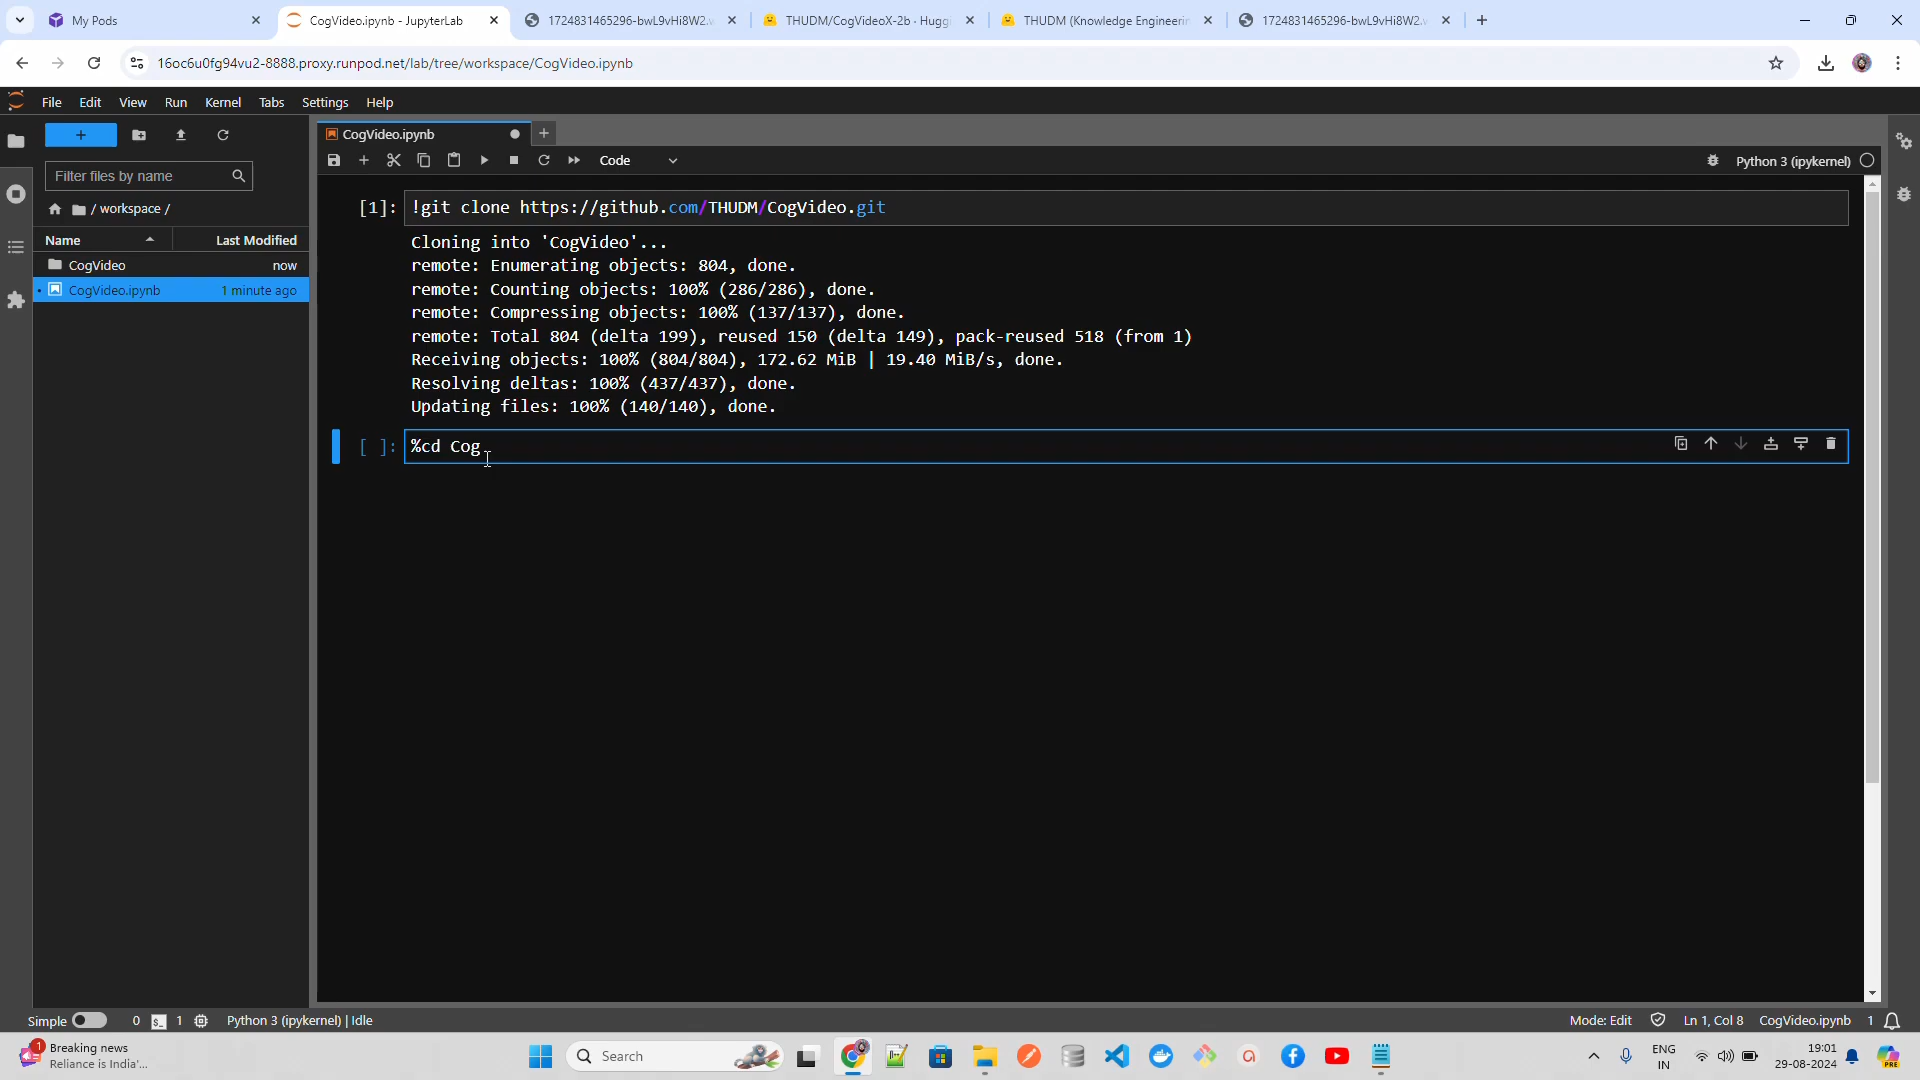 My Pods
CogVideo.ipynb - JupyterLab
1724831465296-bwL9vHi8W2.
THUDM/CogVideoX-2b - Huggi
THUDM (Knowledge Engineerin
1724831465296-bwL9vHi8W2.
16oc6u0fg94vu2-8888.proxy.runpod.net/lab/tree/workspace/CogVideo.ipynb
File Edit View Run Kernel Tabs Settings Help
CogVideo.ipynb
Filter files by name
Code
Python 3 (ipykernel)
/ workspace /
Name Last Modified
CogVideo now
CogVideo.ipynb 1 minute ago
[1]: !git clone https://github.com/THUDM/CogVideo.git
Cloning into 'CogVideo'...
remote: Enumerating objects: 804, done.
remote: Counting objects: 100% (286/286), done.
remote: Compressing objects: 100% (137/137), done.
remote: Total 804 (delta 199), reused 150 (delta 149), pack-reused 518 (from 1)
Receiving objects: 100% (804/804), 172.62 MiB | 19.40 MiB/s, done.
Resolving deltas: 100% (437/437), done.
Updating files: 100% (140/140), done.
[ ]: %cd Cog
Simple 0 $_ 1 Python 3 (ipykernel) | Idle
Mode: Edit Ln 1, Col 8 CogVideo.ipynb 1
1 Breaking news
Reliance is India'...
Search
ENG
IN
19:01
29-08-2024
PRE